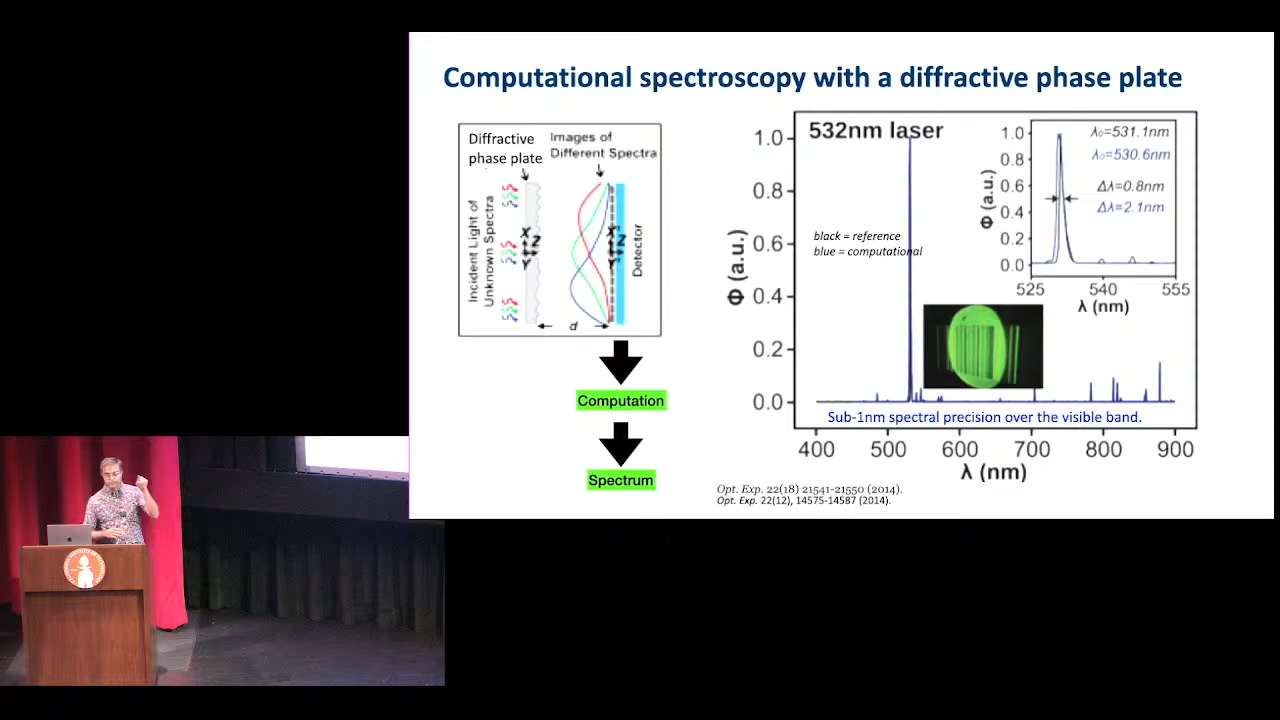 Computational spectroscopy with a diffractive phase plate
Diffractive
phase plate
Images of
Different Spectra
Incident Light of
Unknown Spectra
X
Z
Y
X'
Z
Y'
Detector
d
Computation
Spectrum
532nm laser
black = reference
blue = computational
Φ (a.u.)
1.0
0.8
0.6
0.4
0.2
0.0
400 500 600 700 800 900
λ (nm)
Φ (a.u.)
1.0
0.8
0.6
0.4
0.2
0.0
525 540 555
λ (nm)
λ₀=531.1nm
λ₀=530.6nm
Δλ=0.8nm
Δλ=2.1nm
Sub-1nm spectral precision over the visible band.
Opt. Exp. 22(18) 21541-21550 (2014).
Opt. Exp. 22(12), 14575-14587 (2014).